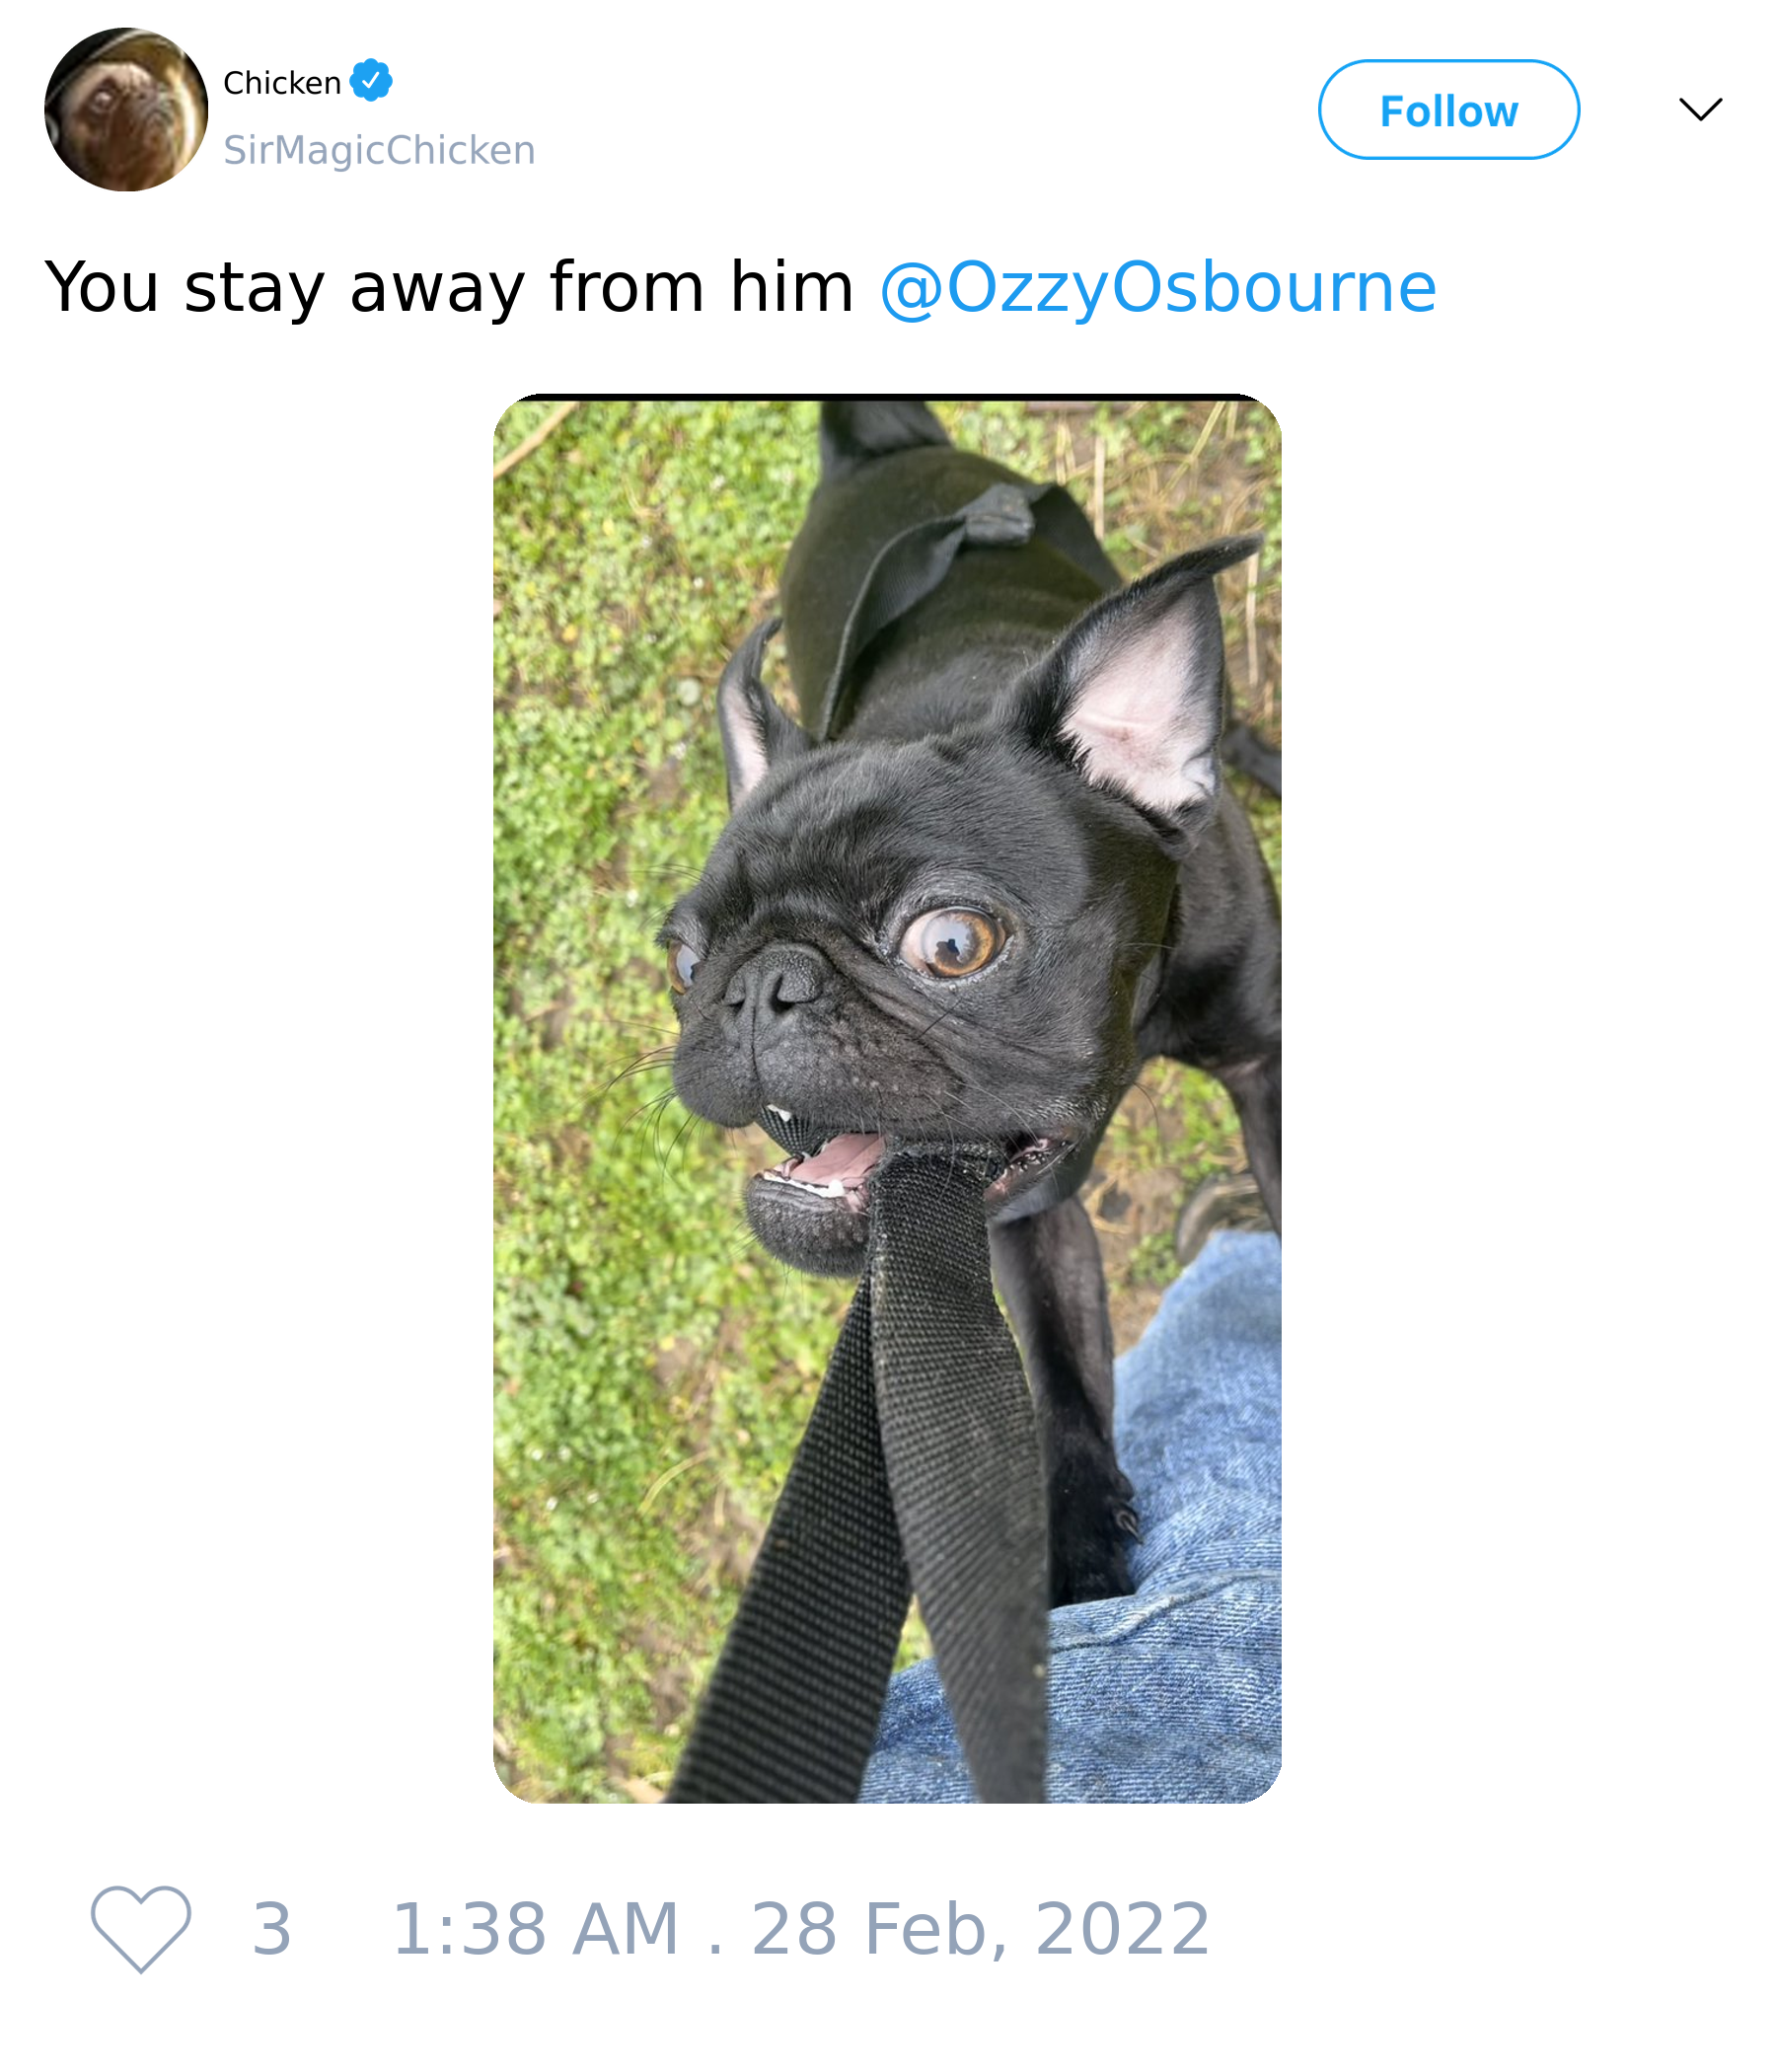 Chicken
SirMagicChicken
Follow
You stay away from him @OzzyOsbourne
3 1:38 AM . 28 Feb, 2022